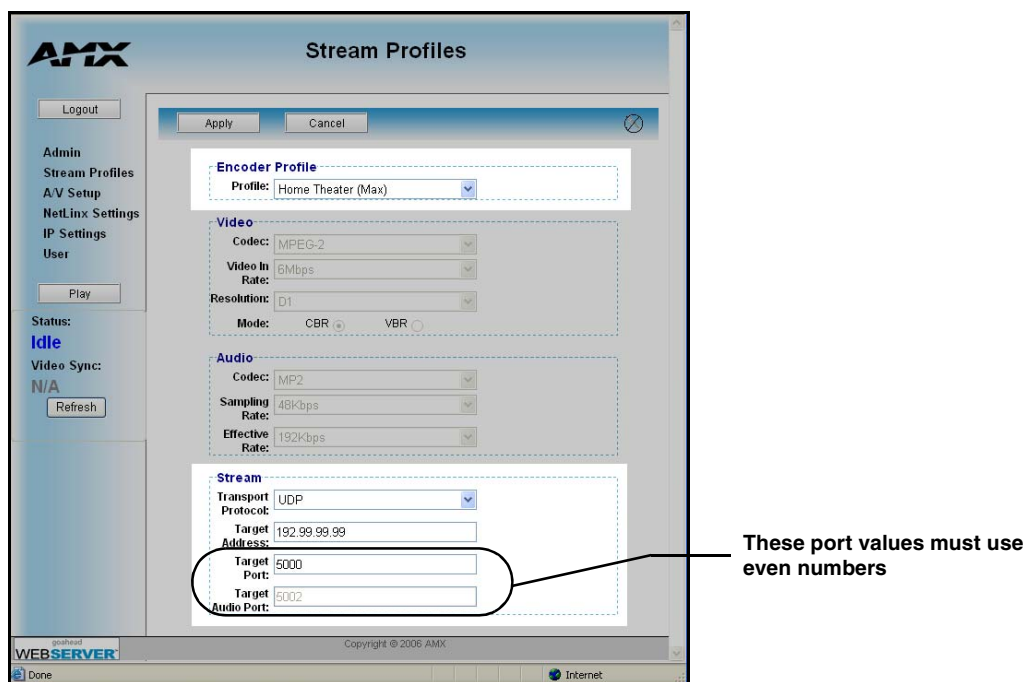 AMX
Stream Profiles
Logout
Apply
Cancel
Admin
Stream Profiles
A/V Setup
NetLinx Settings
IP Settings
User
Play
Status:
Idle
Video Sync:
N/A
Refresh
Encoder Profile
Profile: Home Theater (Max)
Video
Codec: MPEG-2
Video In Rate: 6Mbps
Resolution: D1
Mode: CBR VBR
Audio
Codec: MP2
Sampling Rate: 48Kbps
Effective Rate: 192Kbps
Stream
Transport Protocol: UDP
Target Address: 192.99.99.99
Target Port: 5000
Target Audio Port: 5002
These port values must use
even numbers
goahead
WEBSERVER
Copyright © 2006 AMX
Done
Internet